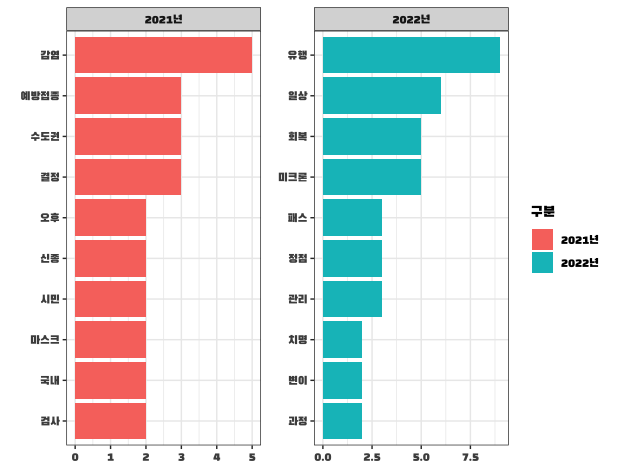 2021년
2022년
감염
예방접종
수도권
결정
오후
신종
시민
마스크
국내
검사
0 1 2 3 4 5
유행
일상
회복
미크론
패스
정점
관리
치명
변이
과정
0.0 2.5 5.0 7.5
구분
2021년
2022년